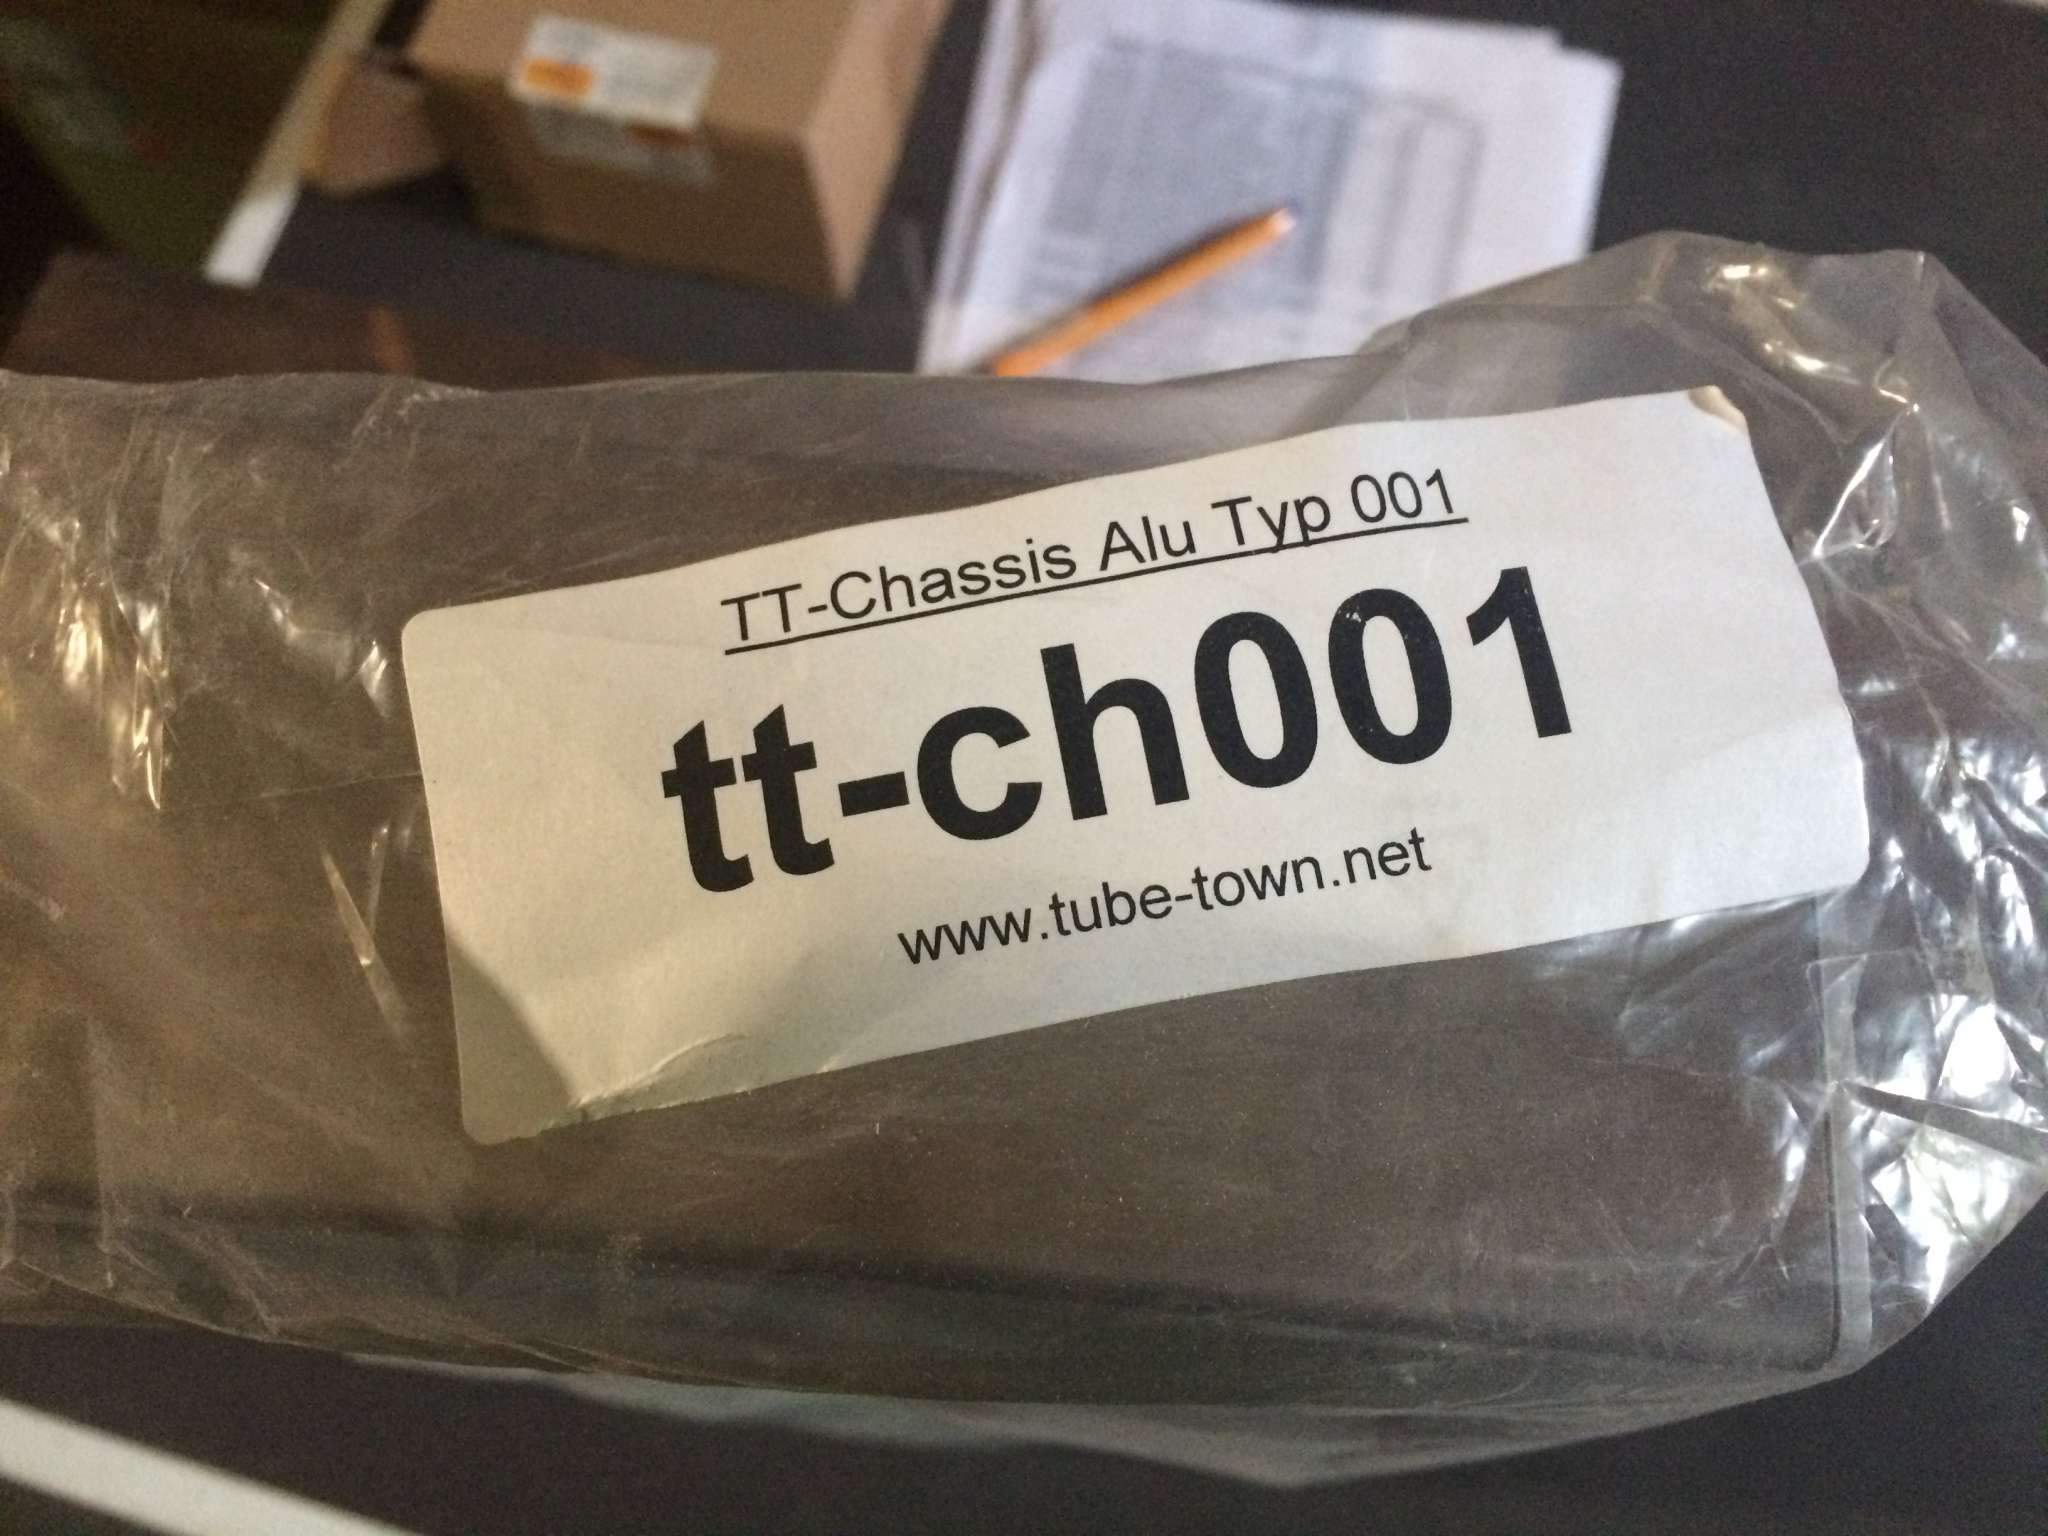 TT-Chassis Alu Typ 001
tt-ch001
www.tube-town.net